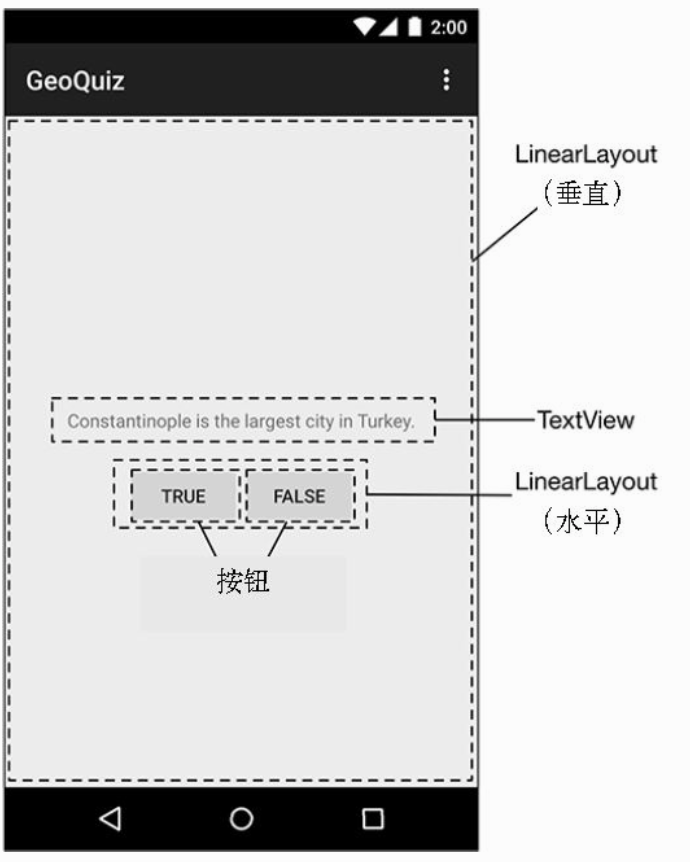 2:00
GeoQuiz
LinearLayout
（垂直）
Constantinople is the largest city in Turkey.
TextView
TRUE
FALSE
LinearLayout
（水平）
按钮